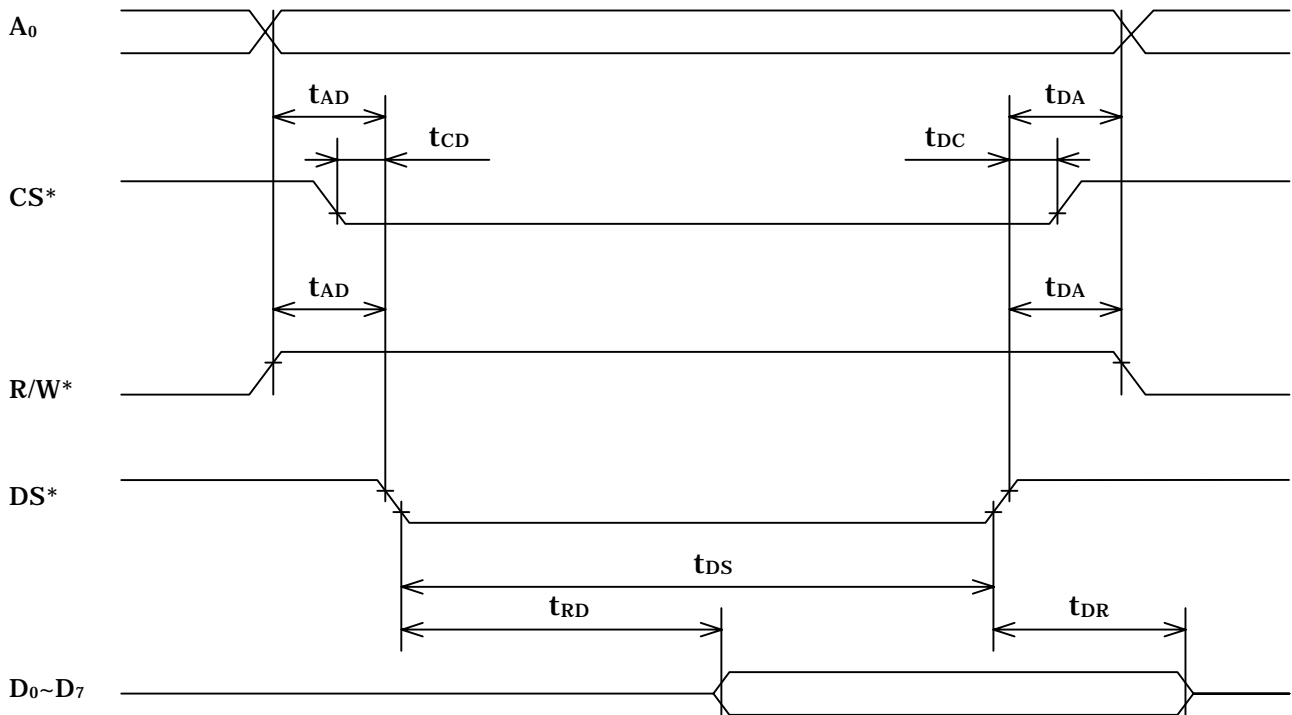 A₀
tAD tDA
tCD tDC
CS*
tAD tDA
R/W*
DS*
tDS
tRD tDR
D₀~D₇